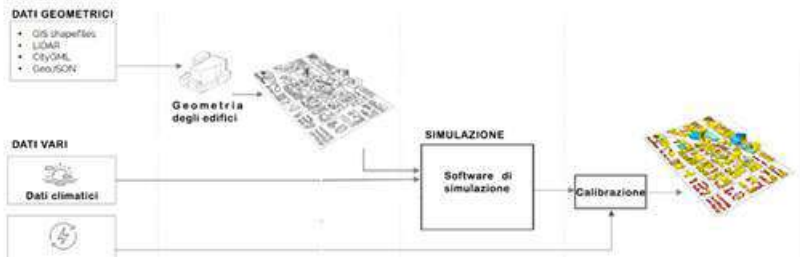 DATI GEOMETRICI
• GIS shapefiles
• LIDAR
• CityGML
• GeoJSON
Geometria
degli edifici
DATI VARI
Dati climatici
SIMULAZIONE
Software di
simulazione
Calibrazione